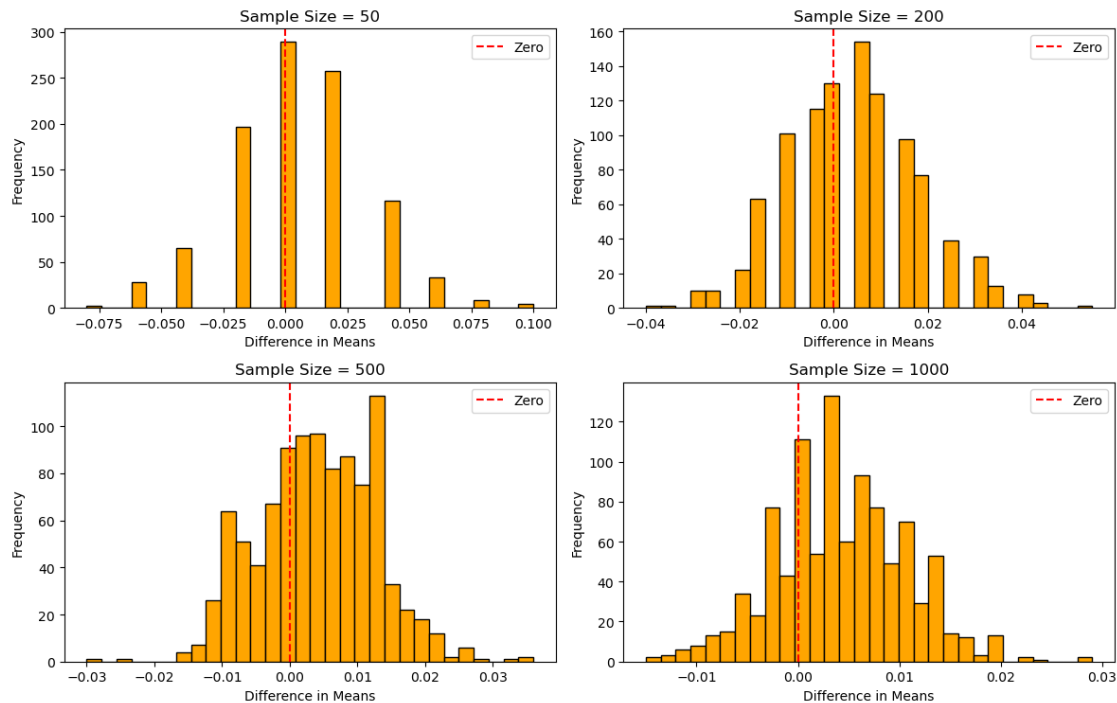 Sample Size = 50
Zero
Frequency
300
250
200
150
100
50
0
−0.075 −0.050 −0.025 0.000 0.025 0.050 0.075 0.100
Difference in Means
Sample Size = 200
Zero
Frequency
160
140
120
100
80
60
40
20
0
−0.04 −0.02 0.00 0.02 0.04
Difference in Means
Sample Size = 500
Zero
Frequency
100
80
60
40
20
0
−0.03 −0.02 −0.01 0.00 0.01 0.02 0.03
Difference in Means
Sample Size = 1000
Zero
Frequency
120
100
80
60
40
20
0
−0.01 0.00 0.01 0.02 0.03
Difference in Means